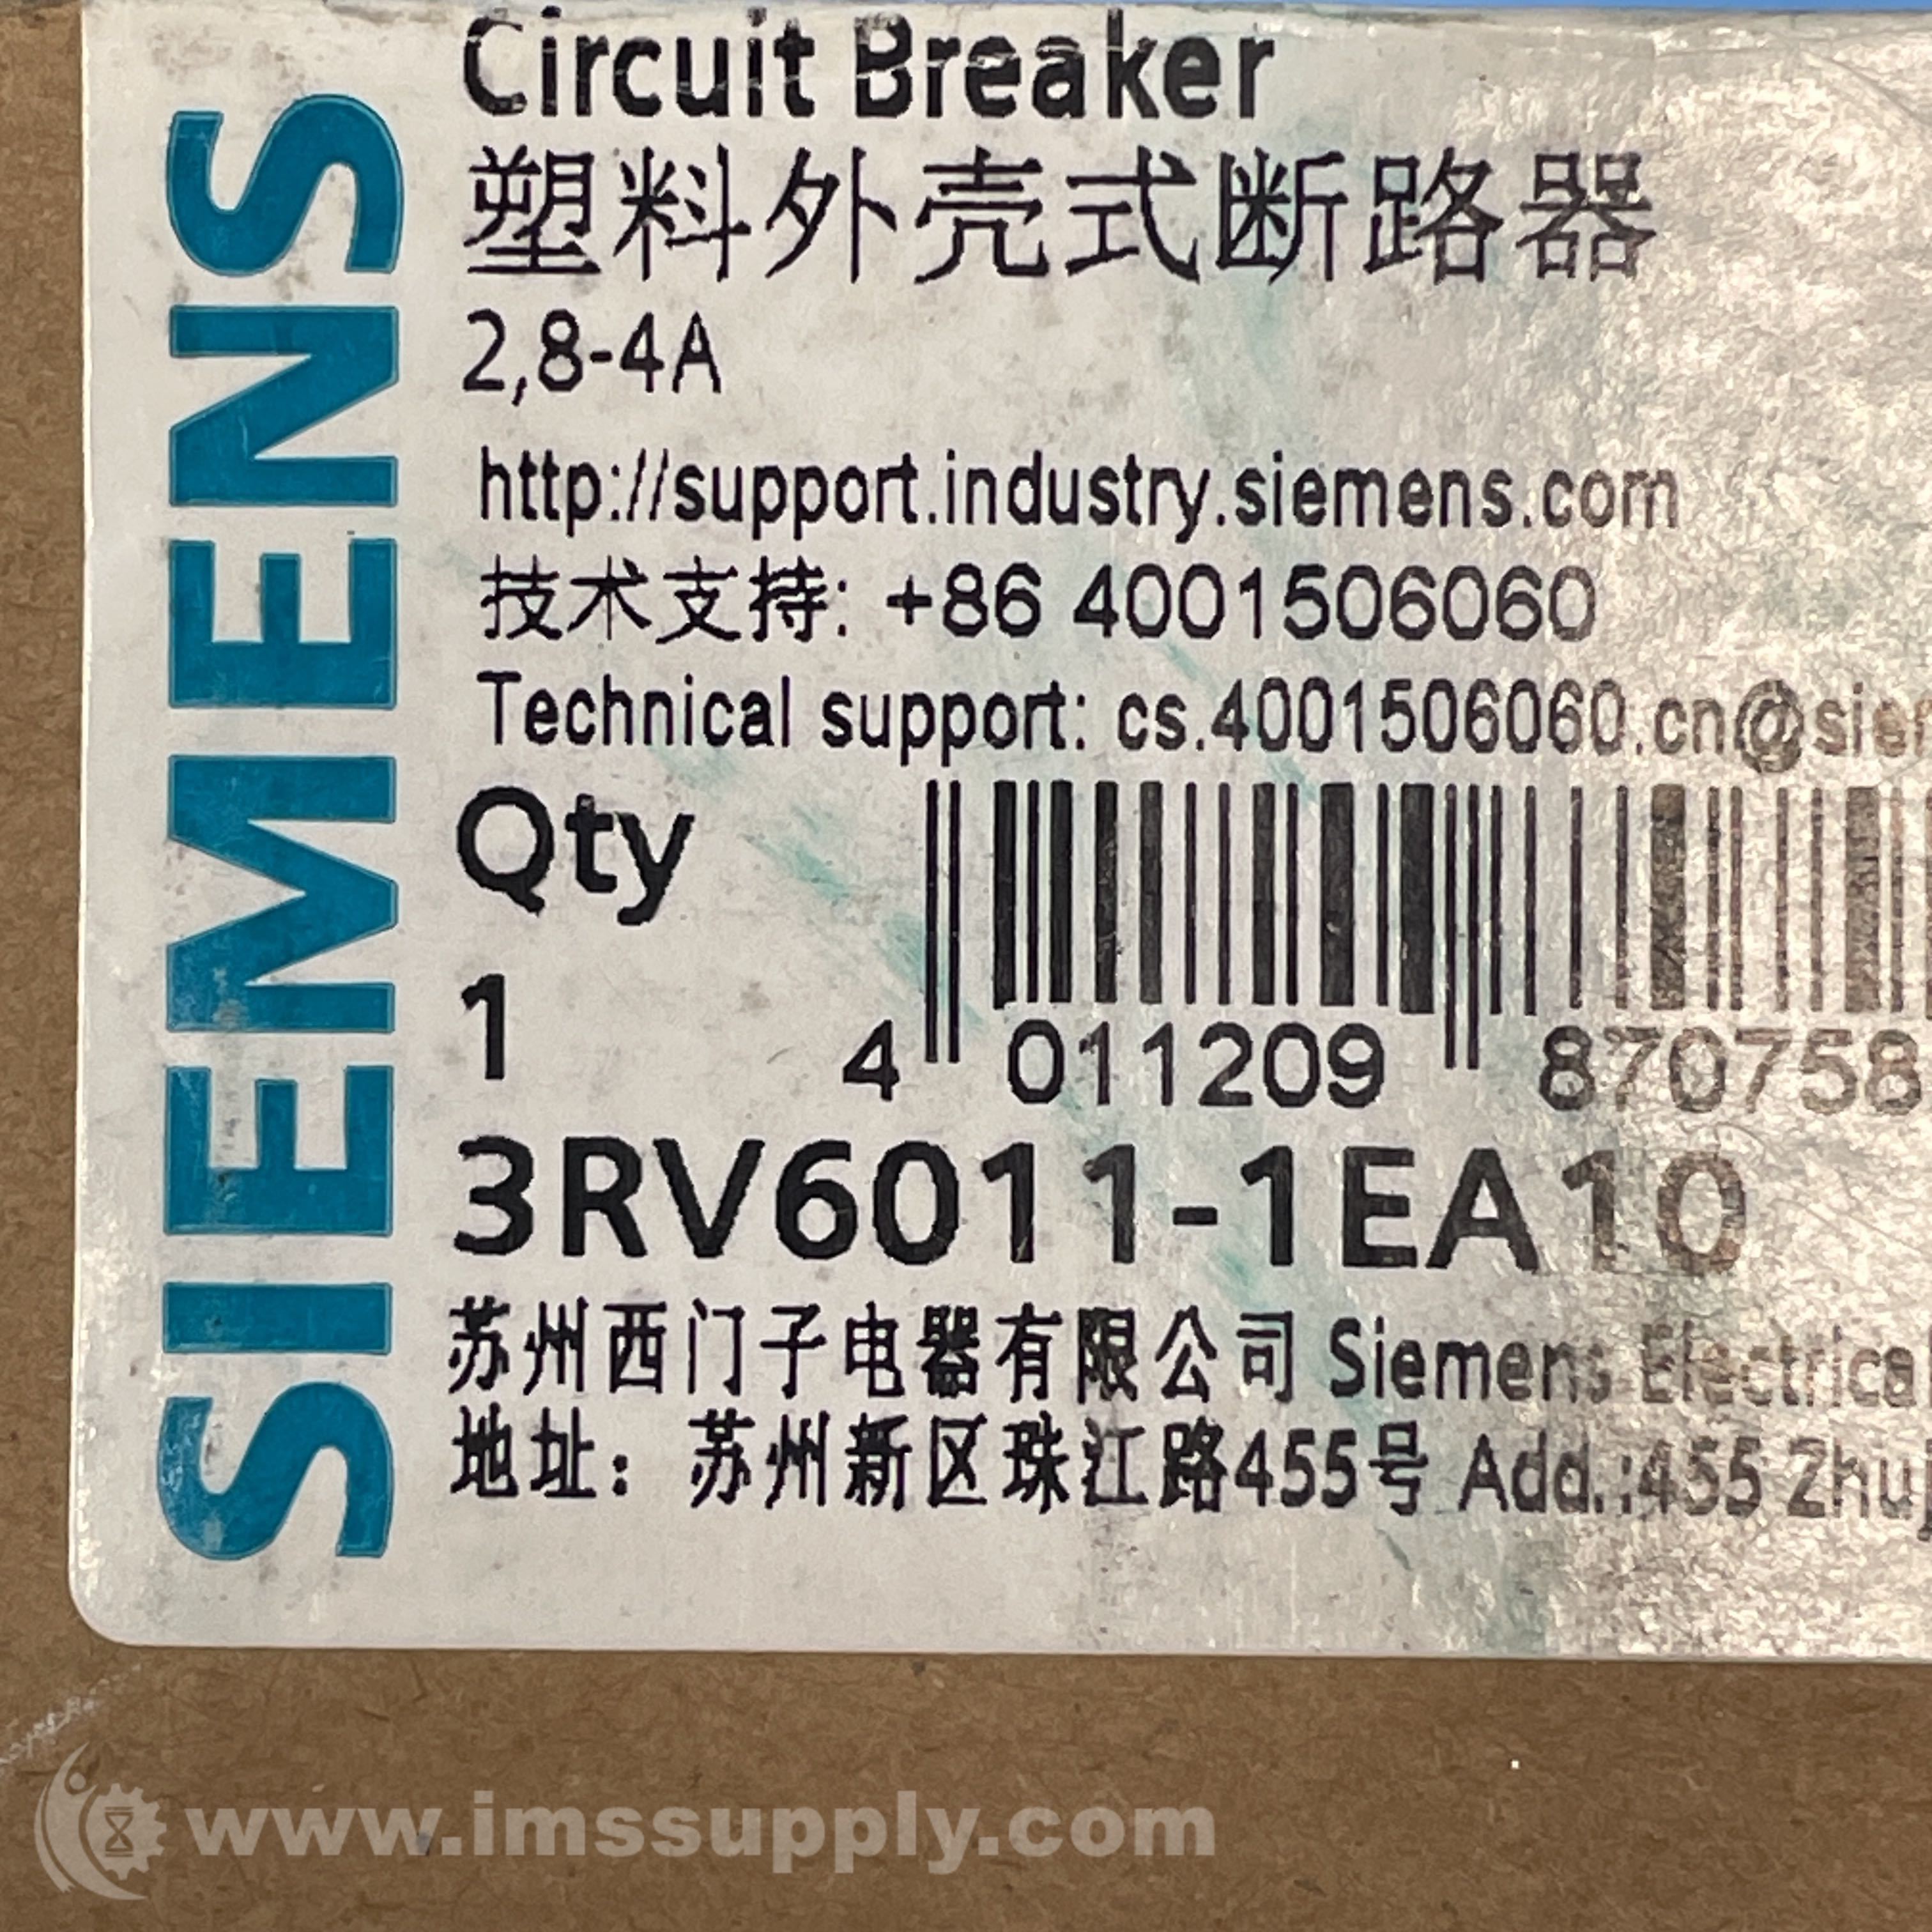 SIEMENS
Circuit Breaker
塑料外壳式断路器
2,8-4A
http://support.industry.siemens.com
技术支持: +86 4001506060
Technical support: cs.4001506060.cn@sie
Qty
1
4 011209 870758
3RV6011-1EA10
苏州西门子电器有限公司 Siemens Electrical
地址：苏州新区珠江路455号 Add.:455 Zhuj
www.imssupply.com